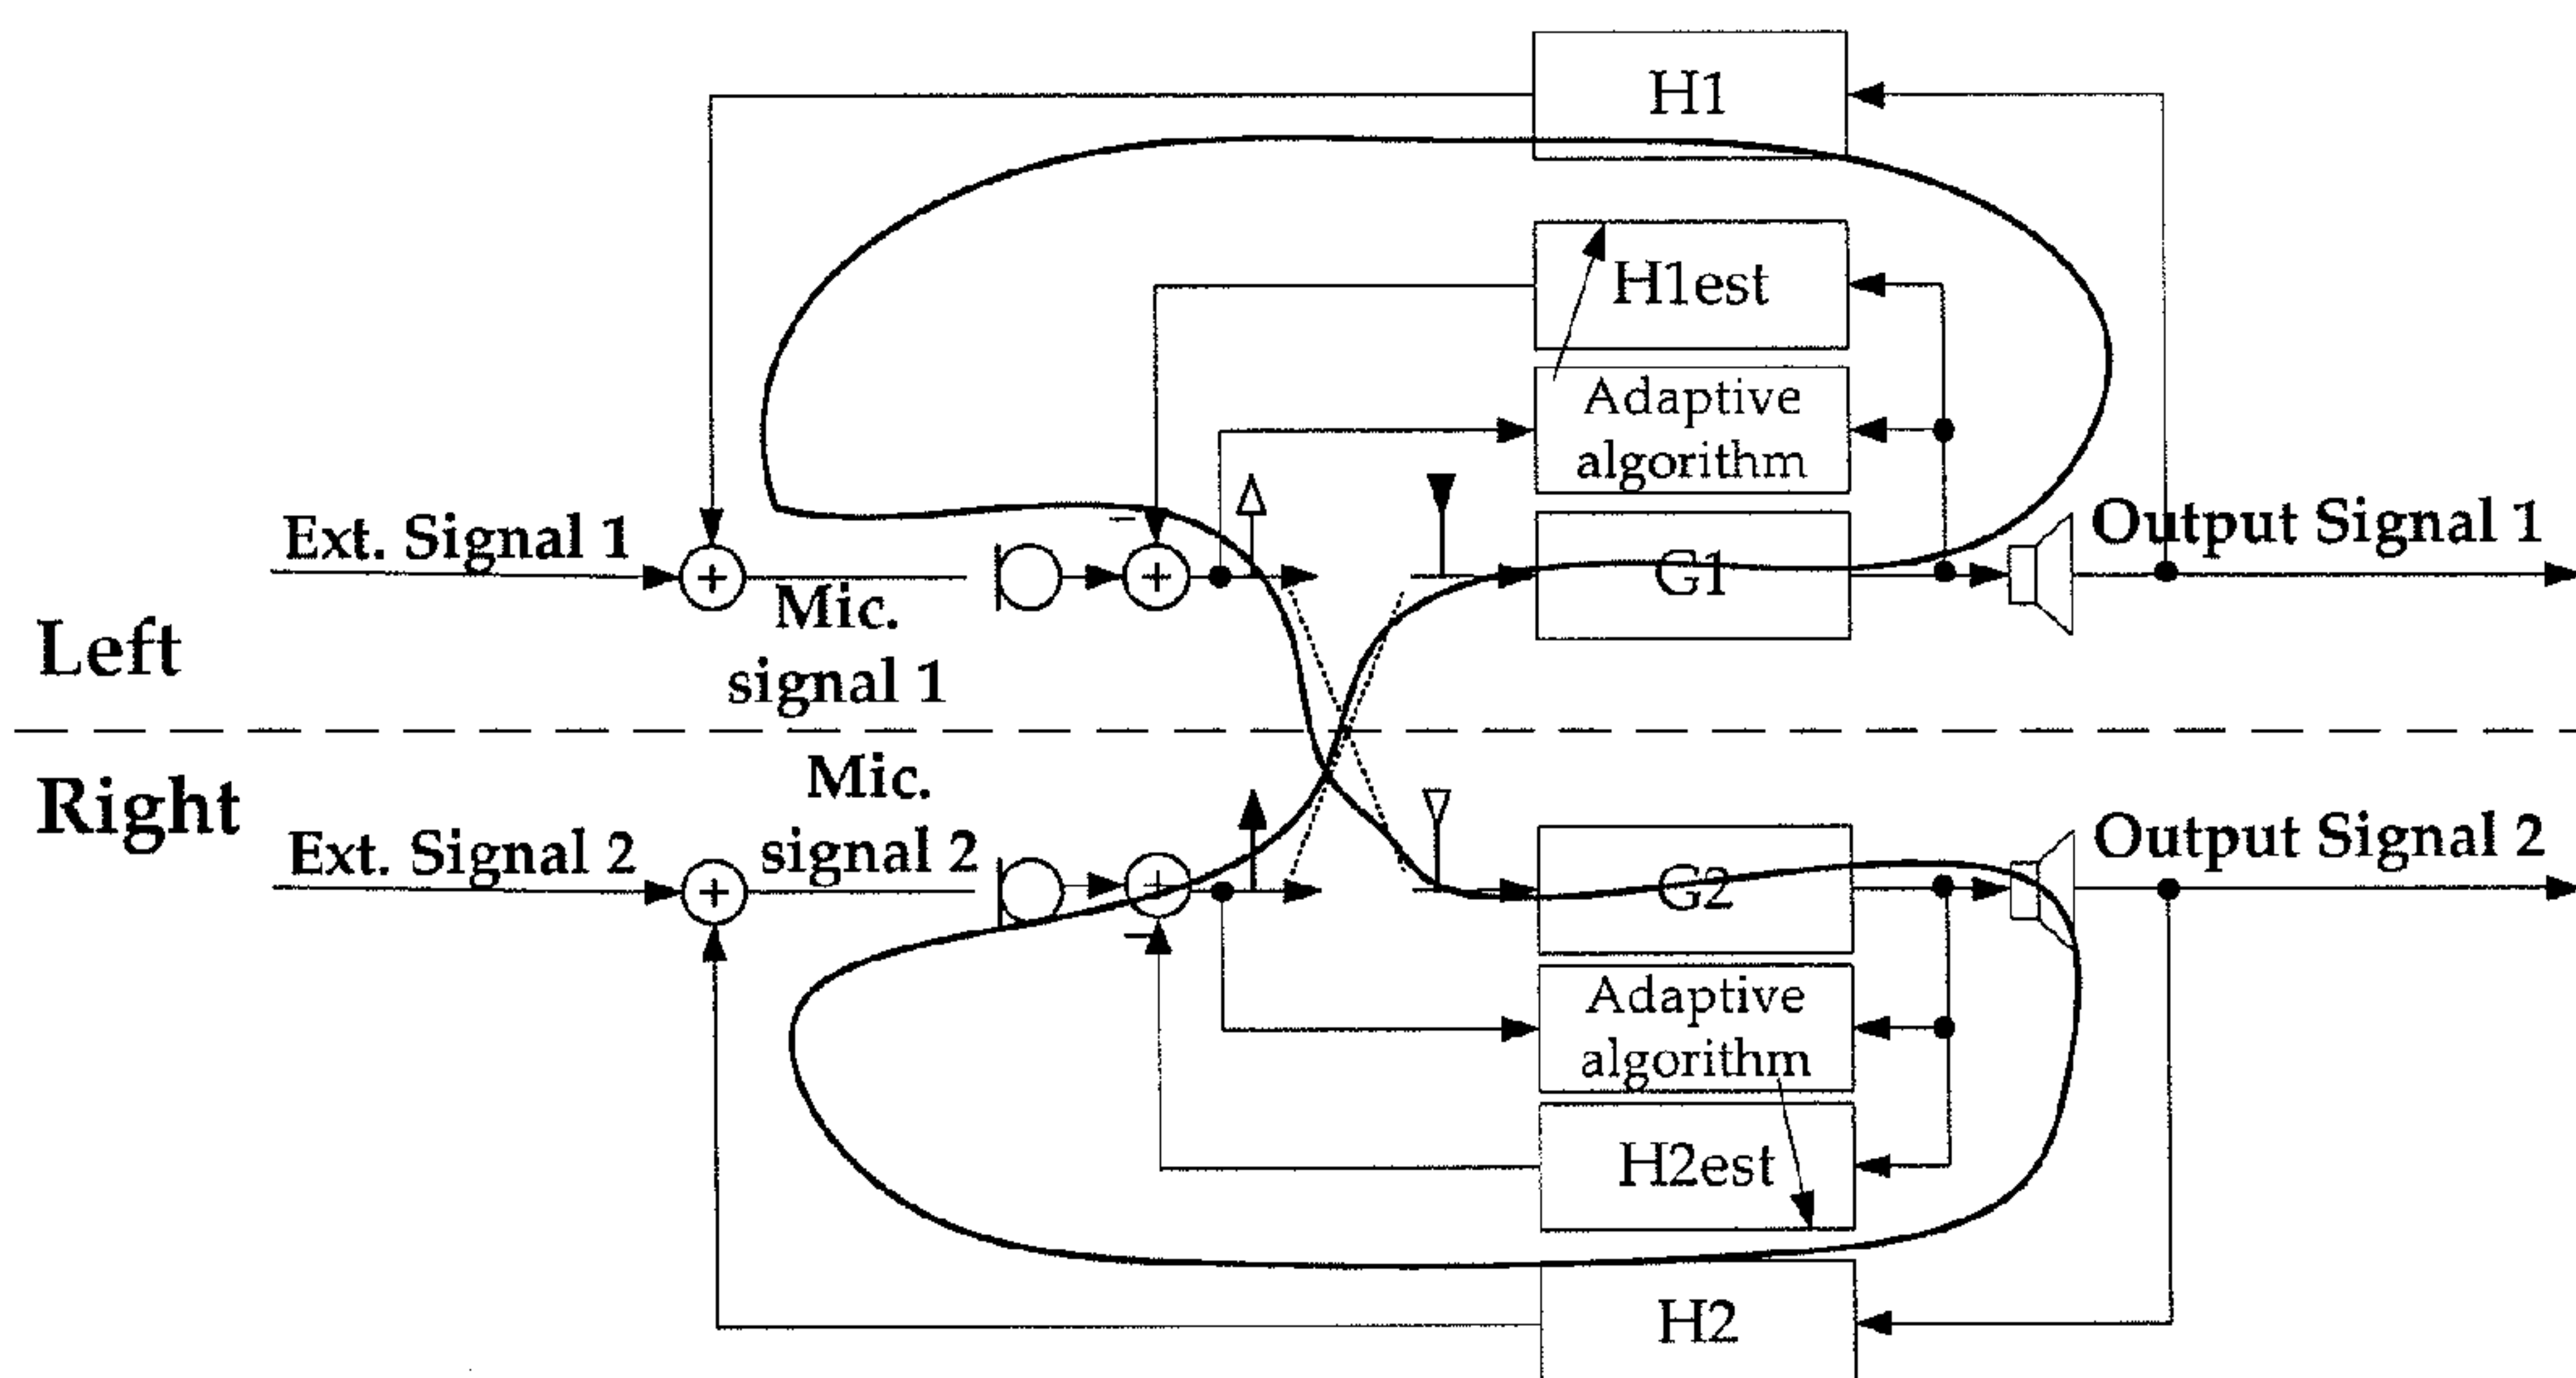 H1
H1est
Adaptive
algorithm
Ext. Signal 1
+
Mic.
signal 1
−
+
G1
Output Signal 1
Left
Right
Mic.
signal 2
Ext. Signal 2
+
+
−
G2
Output Signal 2
Adaptive
algorithm
H2est
H2